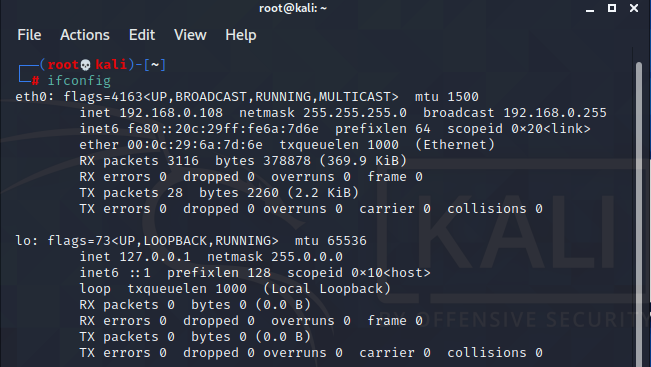 root@kali: ~
File Actions Edit View Help
┌──(root💀kali)-[~]
└─# ifconfig
eth0: flags=4163<UP,BROADCAST,RUNNING,MULTICAST>  mtu 1500
        inet 192.168.0.108  netmask 255.255.255.0  broadcast 192.168.0.255
        inet6 fe80::20c:29ff:fe6a:7d6e  prefixlen 64  scopeid 0×20<link>
        ether 00:0c:29:6a:7d:6e  txqueuelen 1000  (Ethernet)
        RX packets 3116  bytes 378878 (369.9 KiB)
        RX errors 0  dropped 0  overruns 0  frame 0
        TX packets 28  bytes 2260 (2.2 KiB)
        TX errors 0  dropped 0 overruns 0  carrier 0  collisions 0
lo: flags=73<UP,LOOPBACK,RUNNING>  mtu 65536
        inet 127.0.0.1  netmask 255.0.0.0
        inet6 ::1  prefixlen 128  scopeid 0×10<host>
        loop  txqueuelen 1000  (Local Loopback)
        RX packets 0  bytes 0 (0.0 B)
        RX errors 0  dropped 0  overruns 0  frame 0
        TX packets 0  bytes 0 (0.0 B)
        TX errors 0  dropped 0 overruns 0  carrier 0  collisions 0
KALI
BY OFFENSIVE SECURITY